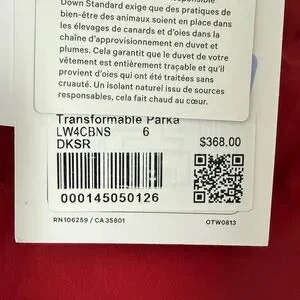 Down Standard exige que des pratiques de
bien-être des animaux soient en place dans
les élevages de canards et d'oies dans la
chaîne d'approvisionnement en duvet et
plumes. Cela garantit que le duvet de votre
vêtement est entièrement traçable et qu'il
provient d'oies qui ont été traitées sans
cruauté. Un isolant naturel issu de sources
responsables, cela fait chaud au cœur.
Transformable Parka
LW4CBNS 6
DKSR $368.00
000145050126
RN106259 / CA35801 OTW0813